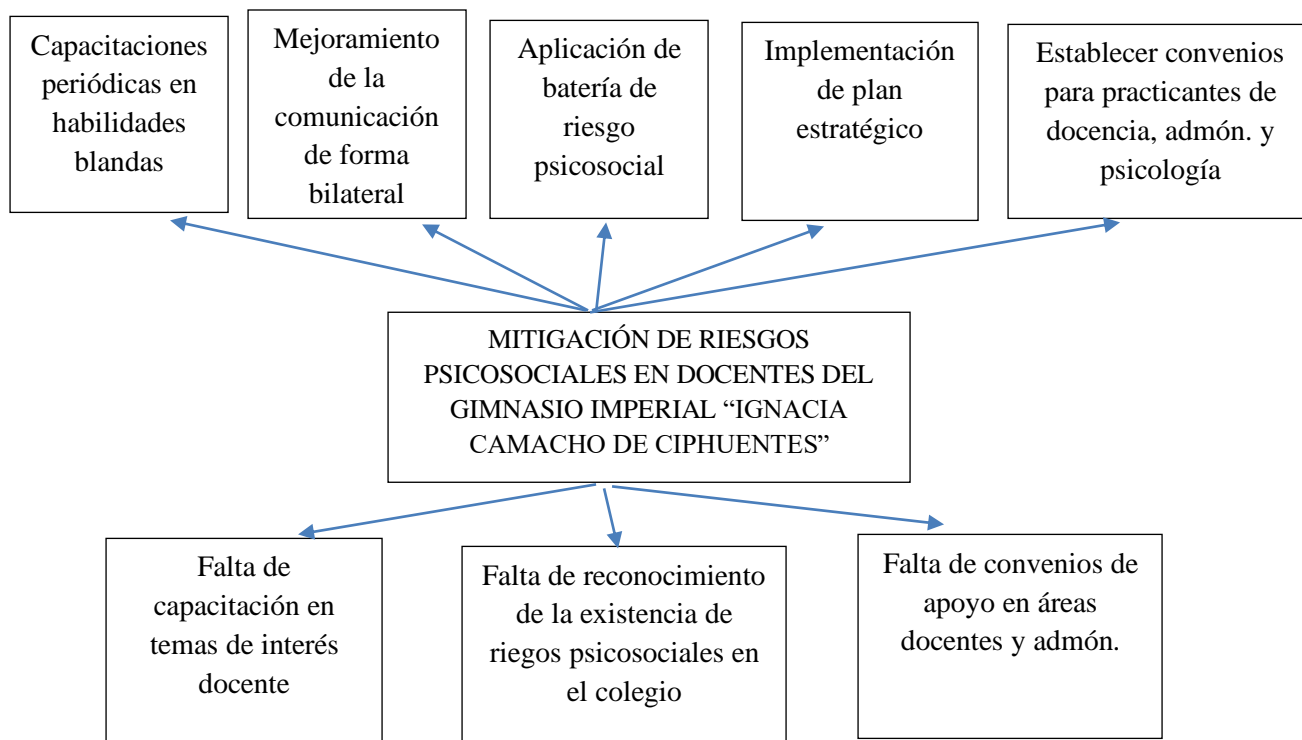 Capacitaciones
periódicas en
habilidades
blandas
Mejoramiento
de la
comunicación
de forma
bilateral
Aplicación de
batería de
riesgo
psicosocial
Implementación
de plan
estratégico
Establecer convenios
para practicantes de
docencia, admón. y
psicología
MITIGACIÓN DE RIESGOS
PSICOSOCIALES EN DOCENTES DEL
GIMNASIO IMPERIAL “IGNACIA
CAMACHO DE CIPHUENTES”
Falta de
capacitación en
temas de interés
docente
Falta de reconocimiento
de la existencia de
riegos psicosociales en
el colegio
Falta de convenios de
apoyo en áreas
docentes y admón.